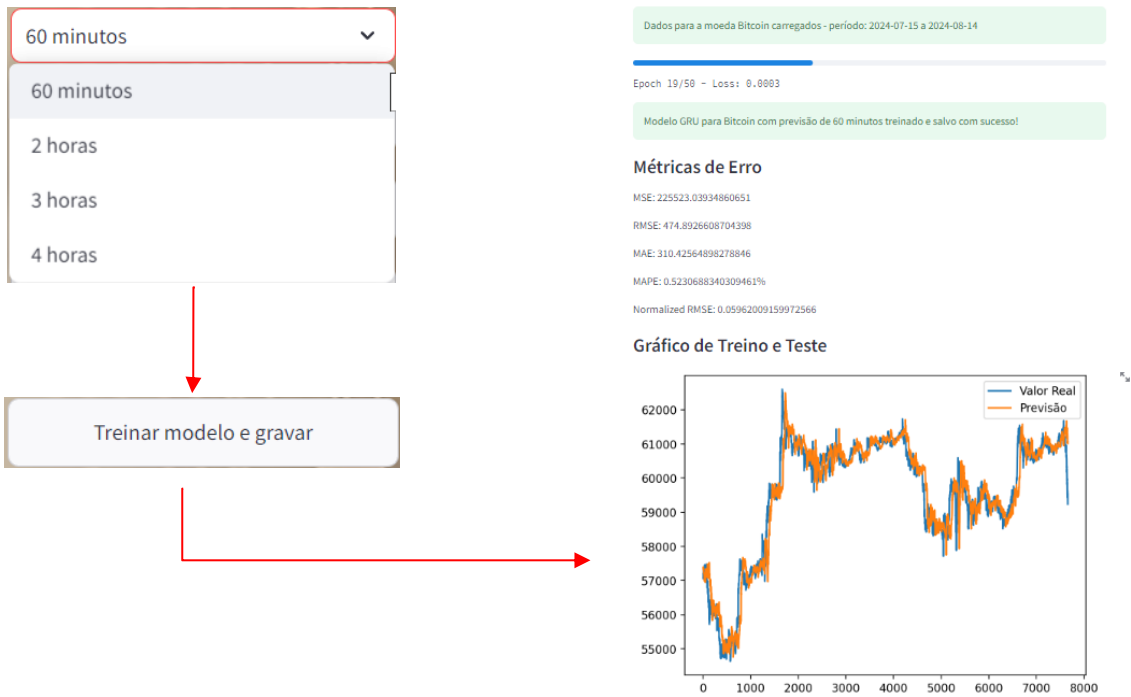 60 minutos
60 minutos
2 horas
3 horas
4 horas
Treinar modelo e gravar
Dados para a moeda Bitcoin carregados - período: 2024-07-15 a 2024-08-14
Epoch 19/50 - Loss: 0.0003
Modelo GRU para Bitcoin com previsão de 60 minutos treinado e salvo com sucesso!
Métricas de Erro
MSE: 225523.03934860651
RMSE: 474.8926608704398
MAE: 310.42564898278846
MAPE: 0.5230688340309461%
Normalized RMSE: 0.05962009159972566
Gráfico de Treino e Teste
Valor Real
Previsão
62000
61000
60000
59000
58000
57000
56000
55000
0 1000 2000 3000 4000 5000 6000 7000 8000